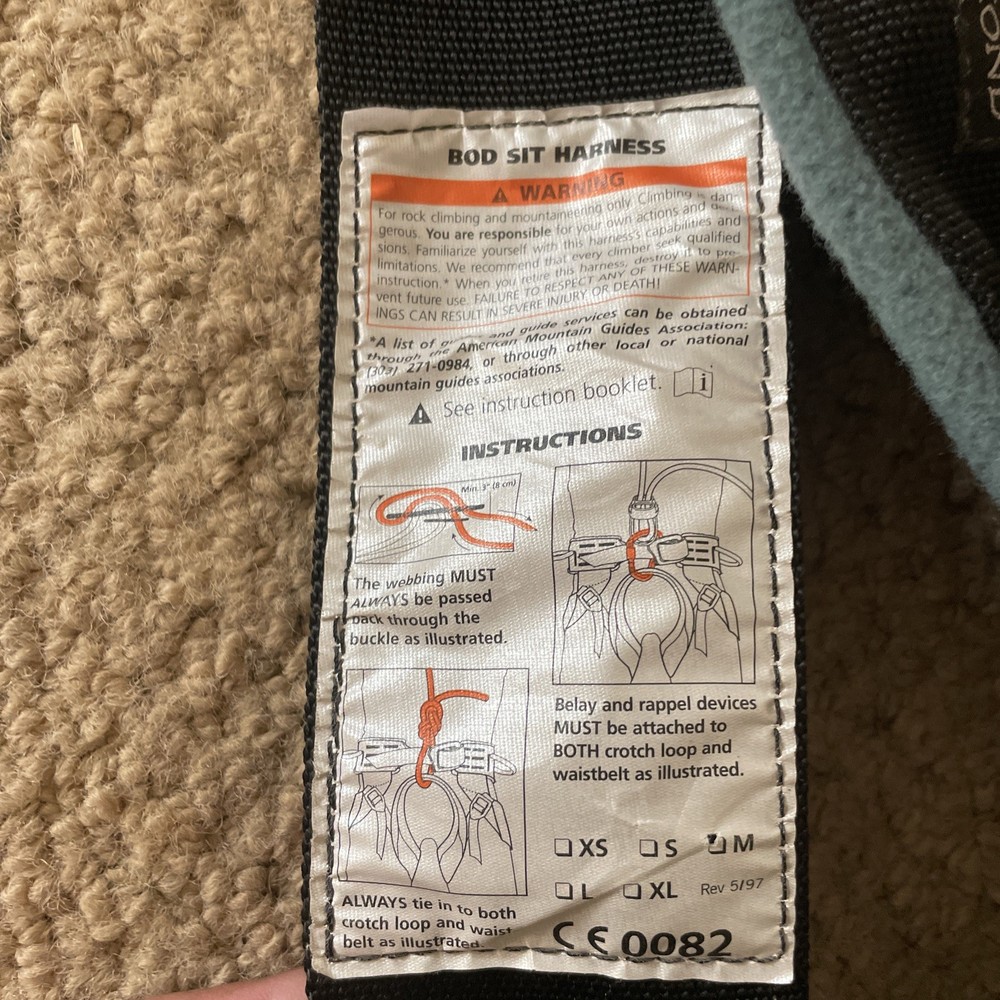 BOD SIT HARNESS
WARNING
For rock climbing and mountaineering only. Climbing is dan-
gerous. You are responsible for your own actions and deci-
sions. Familiarize yourself with this harness's capabilities and
limitations. We recommend that every climber seek qualified
instruction.* When you retire this harness, destroy it to pre-
vent future use. FAILURE TO RESPECT ANY OF THESE WARN-
INGS CAN RESULT IN SEVERE INJURY OR DEATH!
*A list of and guide services can be obtained
through the American Mountain Guides Association:
(303) 271-0984, or through other local or national
mountain guides associations.
See instruction booklet. i
INSTRUCTIONS
Min. 3" (8 cm)
The webbing MUST
ALWAYS be passed
back through the
buckle as illustrated.
Belay and rappel devices
MUST be attached to
BOTH crotch loop and
waistbelt as illustrated.
ALWAYS tie in to both
crotch loop and waist
belt as illustrated.
XS S M
L XL Rev 5/97
CE 0082